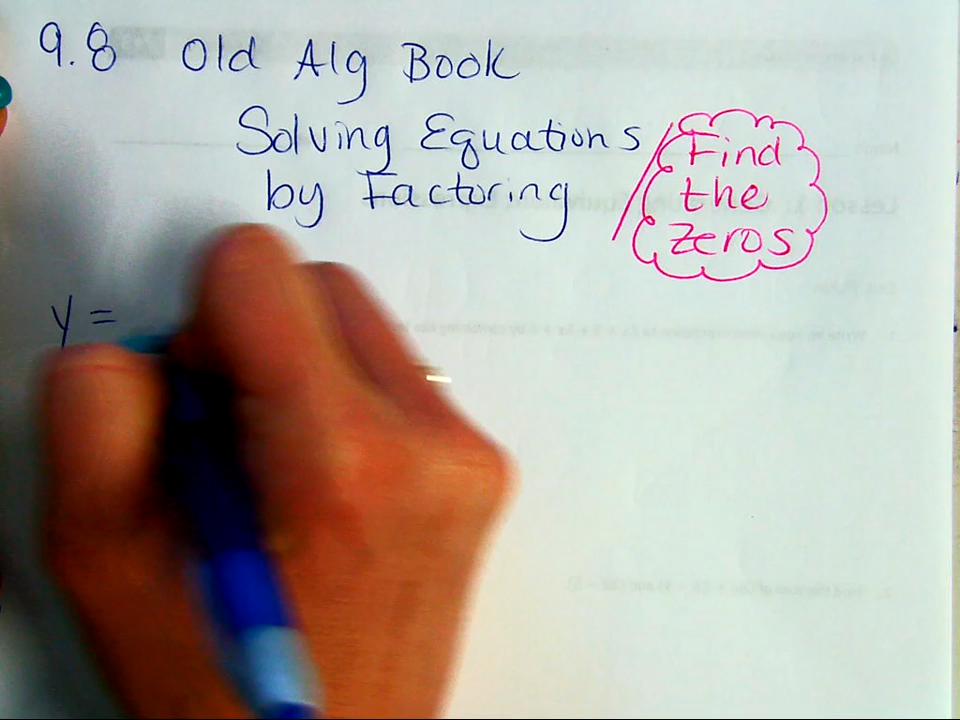 9.8 Old Alg Book
Solving Equations
by Factoring
Find
the
zeros
y =